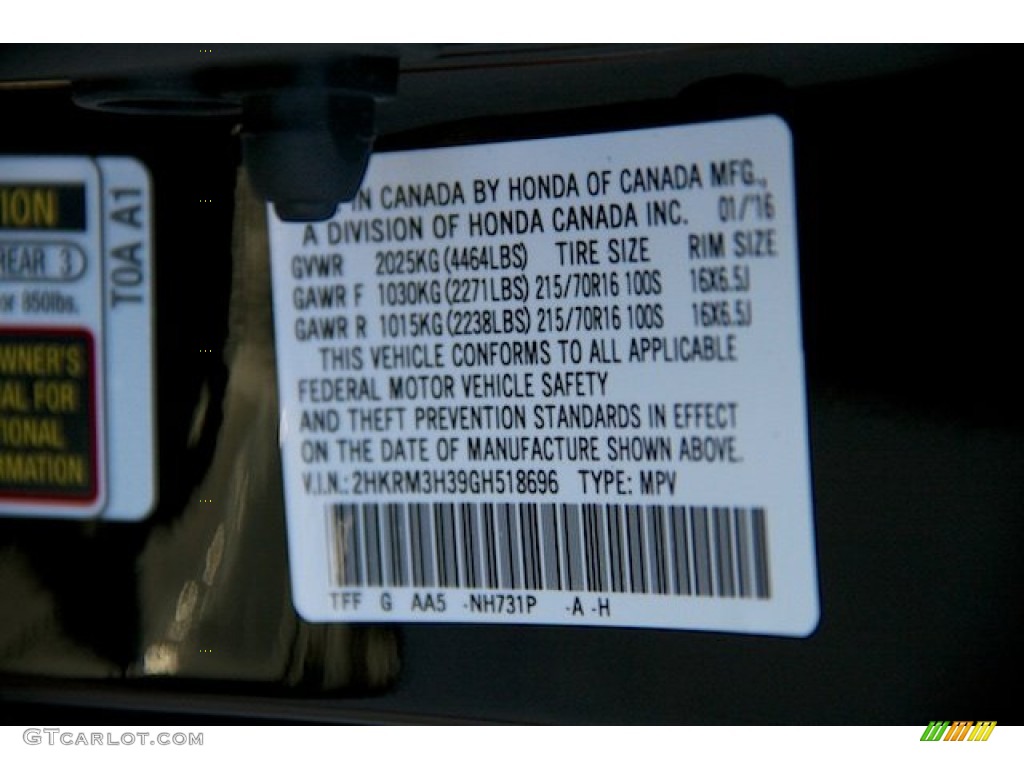 ION
REAR 3
or 850lbs.
WNER'S
AL FOR
TIONAL
RMATION
T0A A1
IN CANADA BY HONDA OF CANADA MFG.,
A DIVISION OF HONDA CANADA INC. 01/16
GVWR 2025KG (4464LBS) TIRE SIZE RIM SIZE
GAWR F 1030KG (2271LBS) 215/70R16 100S 16X6.5J
GAWR R 1015KG (2238LBS) 215/70R16 100S 16X6.5J
THIS VEHICLE CONFORMS TO ALL APPLICABLE
FEDERAL MOTOR VEHICLE SAFETY
AND THEFT PREVENTION STANDARDS IN EFFECT
ON THE DATE OF MANUFACTURE SHOWN ABOVE.
V.I.N.: 2HKRM3H39GH518696 TYPE: MPV
TFF G AA5 -NH731P -A -H
GTCARLOT.COM